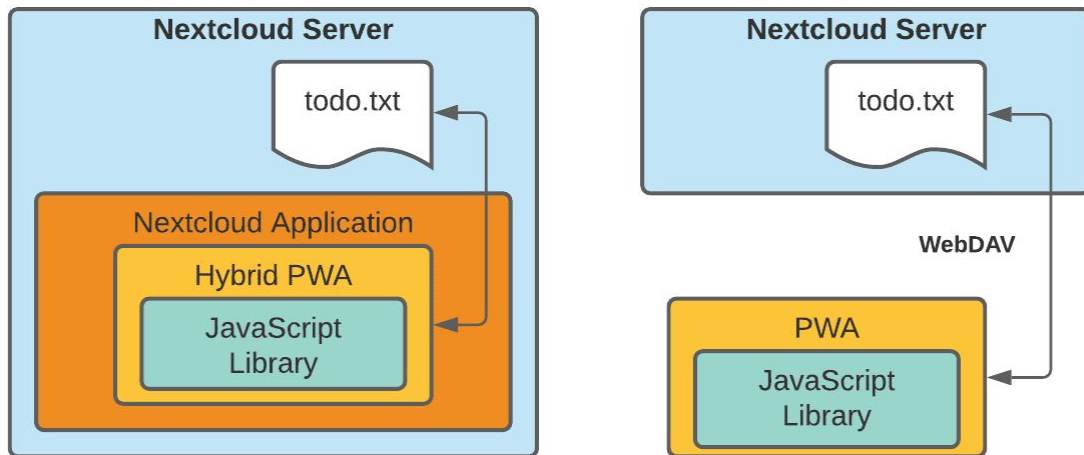 Nextcloud Server
todo.txt
Nextcloud Application
Hybrid PWA
JavaScript
Library
Nextcloud Server
todo.txt
WebDAV
PWA
JavaScript
Library